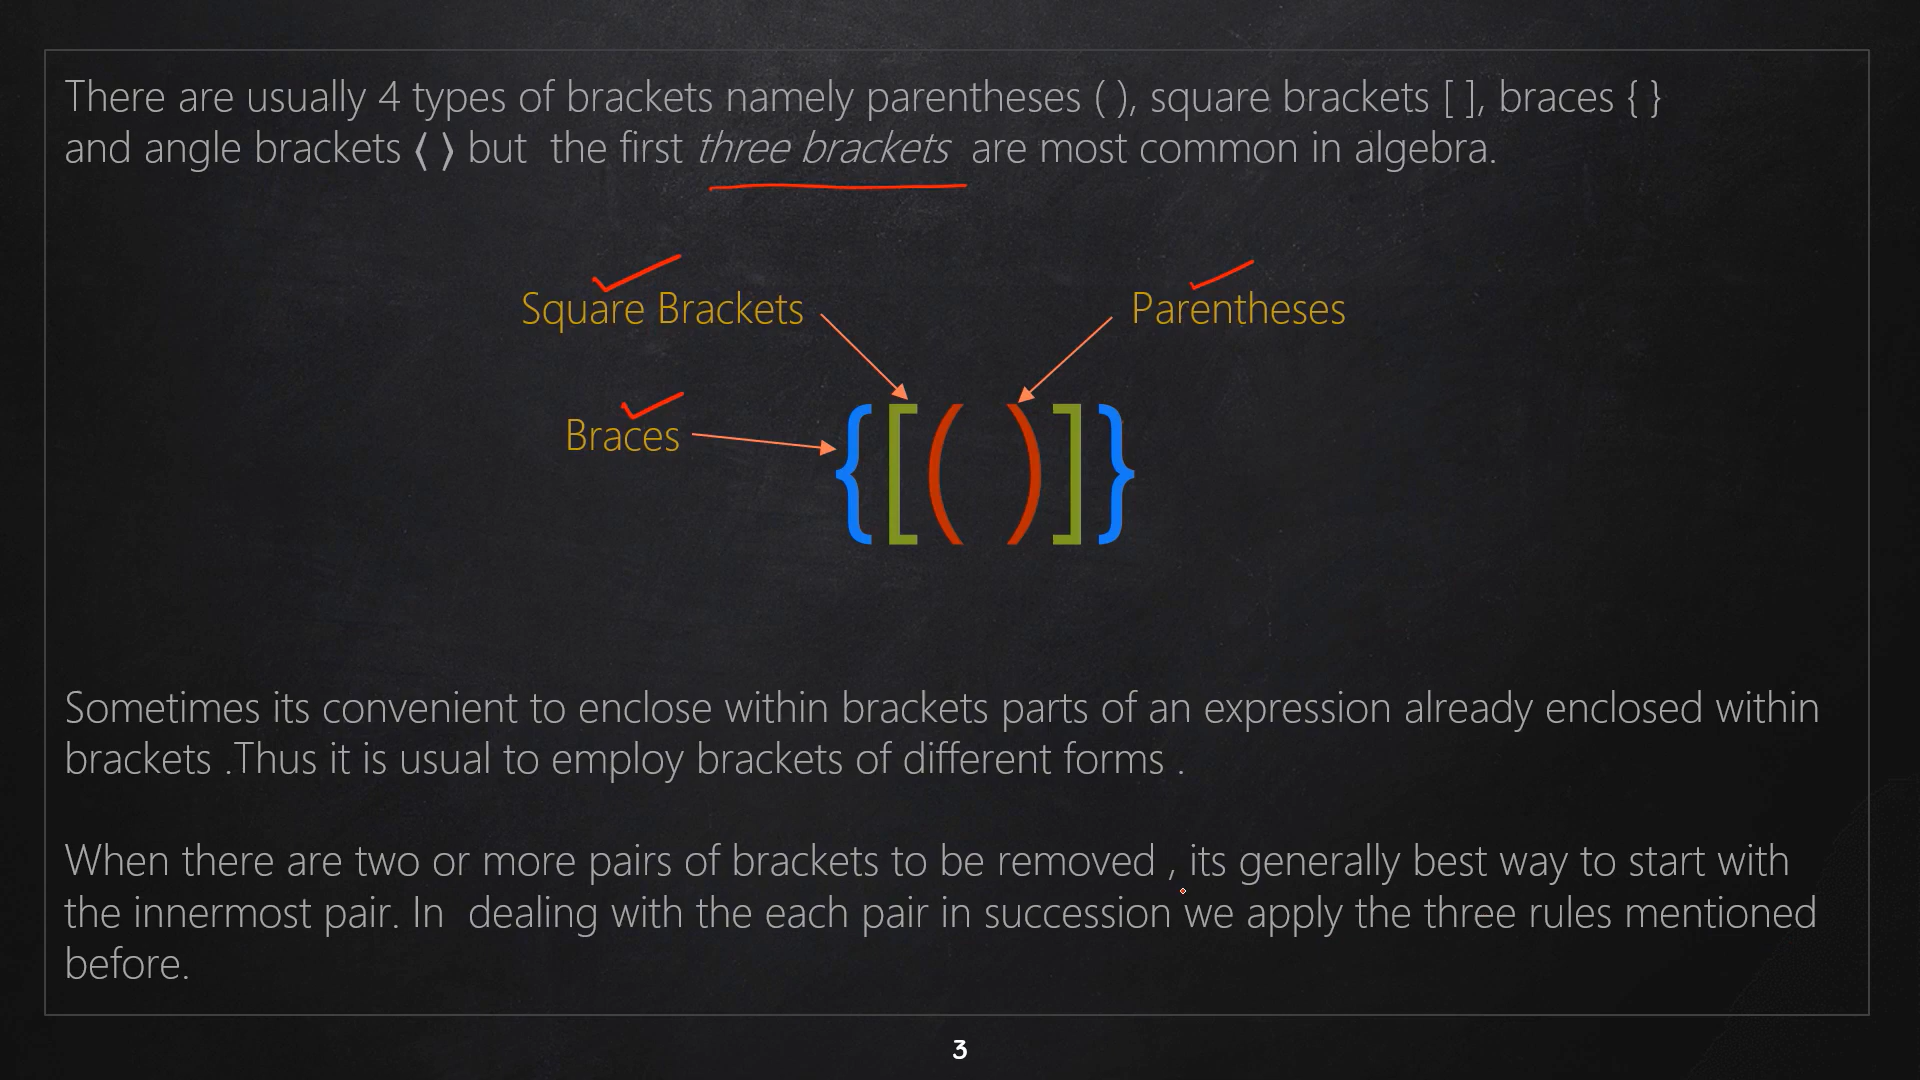 There are usually 4 types of brackets namely parentheses ( ), square brackets [ ], braces { }
and angle brackets ⟨ ⟩ but the first three brackets are most common in algebra.
Square Brackets
Parentheses
Braces
{[( )]}
Sometimes its convenient to enclose within brackets parts of an expression already enclosed within
brackets .Thus it is usual to employ brackets of different forms .
When there are two or more pairs of brackets to be removed , its generally best way to start with
the innermost pair. In dealing with the each pair in succession we apply the three rules mentioned
before.
3